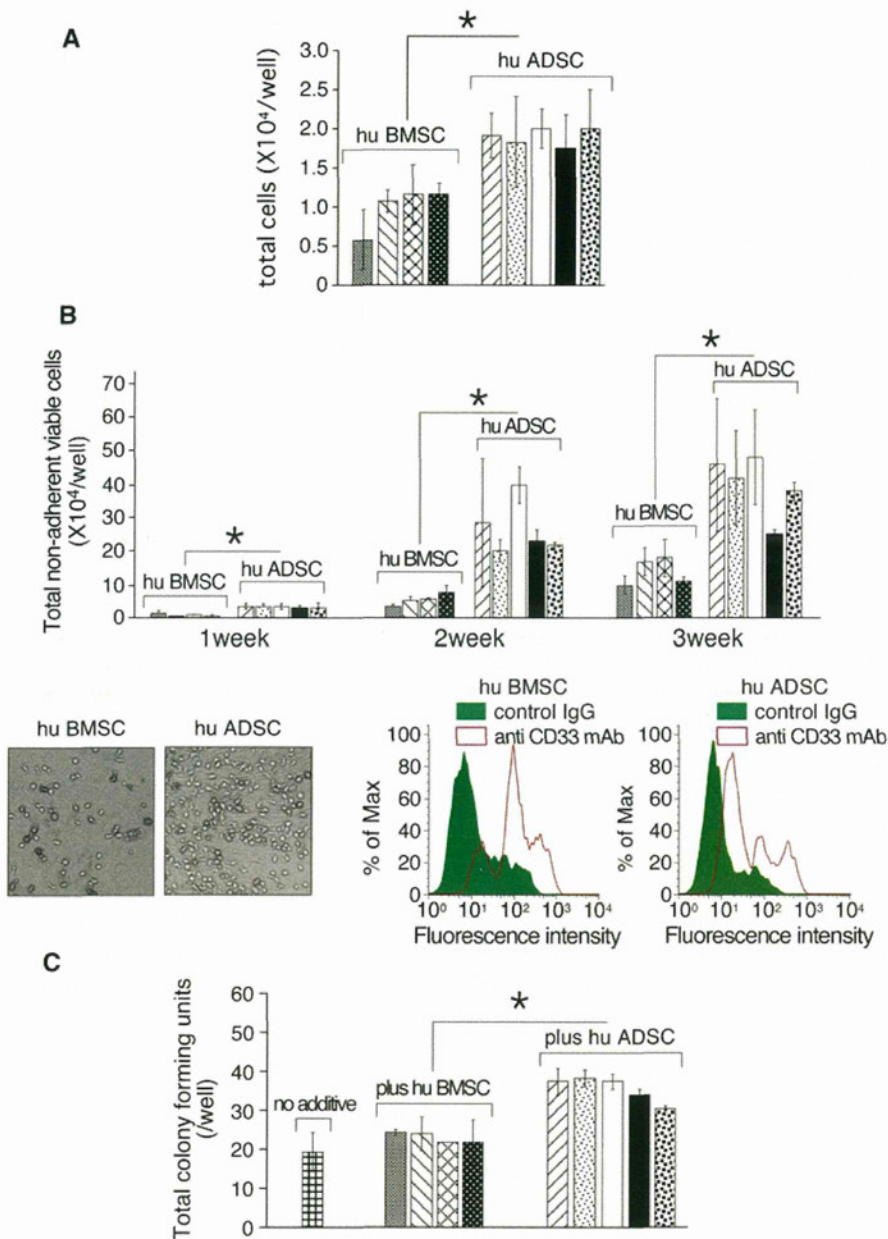 A
*
hu ADSC
hu BMSC
total cells (X10⁴/well)
3.0
2.5
2.0
1.5
1.0
0.5
0
B
Total non-adherent viable cells
(X10⁴/well)
70
60
50
40
30
20
10
0
*
hu BMSC
hu ADSC
1week
*
hu ADSC
hu BMSC
2week
*
hu ADSC
hu BMSC
3week
hu BMSC
hu ADSC
hu BMSC
control IgG
anti CD33 mAb
% of Max
100
80
60
40
20
0
10⁰ 10¹ 10² 10³ 10⁴
Fluorescence intensity
hu ADSC
control IgG
anti CD33 mAb
% of Max
100
80
60
40
20
0
10⁰ 10¹ 10² 10³ 10⁴
Fluorescence intensity
C
Total colony forming units
(/well)
60
50
40
30
20
10
0
*
no additive
plus hu BMSC
plus hu ADSC